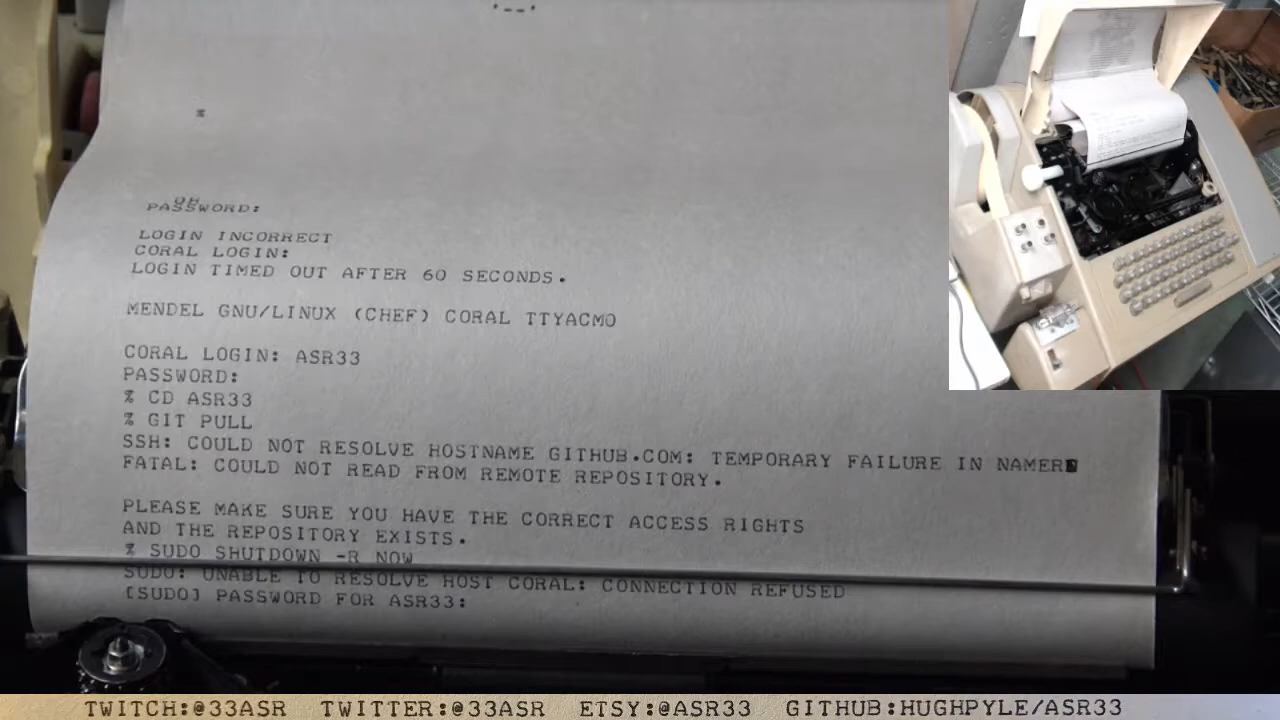 %
PASSWORD:
LOGIN INCORRECT
CORAL LOGIN:
LOGIN TIMED OUT AFTER 60 SECONDS.
MENDEL GNU/LINUX (CHEF) CORAL TTYACM0
CORAL LOGIN: ASR33
PASSWORD:
% CD ASR33
% GIT PULL
SSH: COULD NOT RESOLVE HOSTNAME GITHUB.COM: TEMPORARY FAILURE IN NAMER
FATAL: COULD NOT READ FROM REMOTE REPOSITORY.
PLEASE MAKE SURE YOU HAVE THE CORRECT ACCESS RIGHTS
AND THE REPOSITORY EXISTS.
% SUDO SHUTDOWN -R NOW
SUDO: UNABLE TO RESOLVE HOST CORAL: CONNECTION REFUSED
[SUDO] PASSWORD FOR ASR33:
TWITCH:@33ASR TWITTER:@33ASR ETSY:@ASR33 GITHUB:HUGHPYLE/ASR33